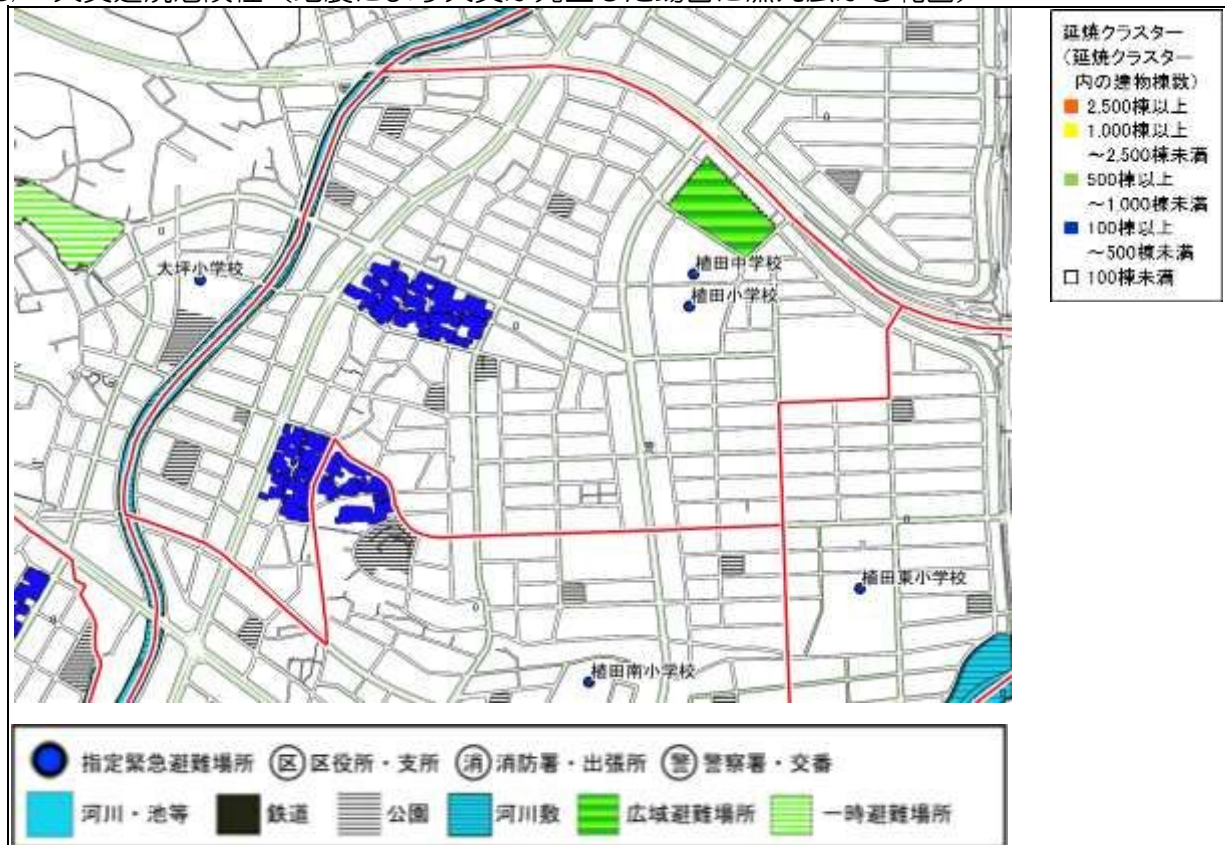 延焼クラスター
(延焼クラスター
内の建物棟数)
2,500棟以上
1,000棟以上
～2,500棟未満
500棟以上
～1,000棟未満
100棟以上
～500棟未満
100棟未満
大坪小学校
植田中学校
植田小学校
植田東小学校
植田南小学校
指定緊急避難場所 区 区役所・支所 消 消防署・出張所 警 警察署・交番
河川・池等 鉄道 公園 河川敷 広域避難場所 一時避難場所